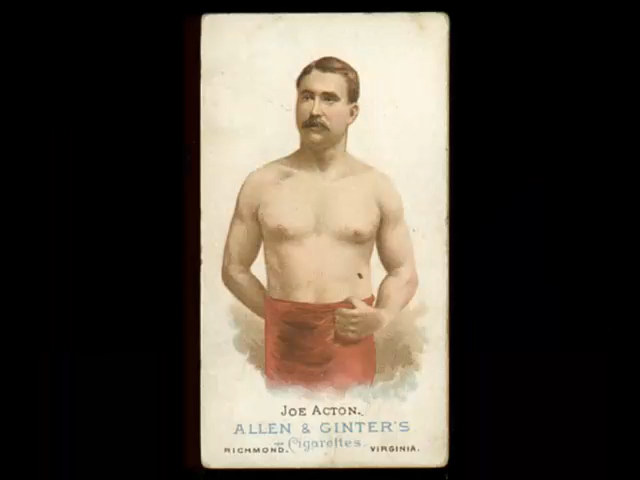 JOE ACTON.
ALLEN & GINTER'S
Cigarettes
RICHMOND. VIRGINIA.